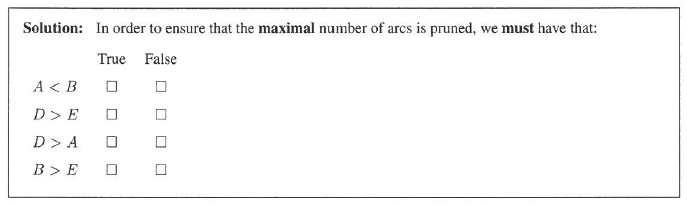 Solution: In order to ensure that the maximal number of arcs is pruned, we must have that:
True False
A < B ☐ ☐
D > E ☐ ☐
D > A ☐ ☐
B > E ☐ ☐